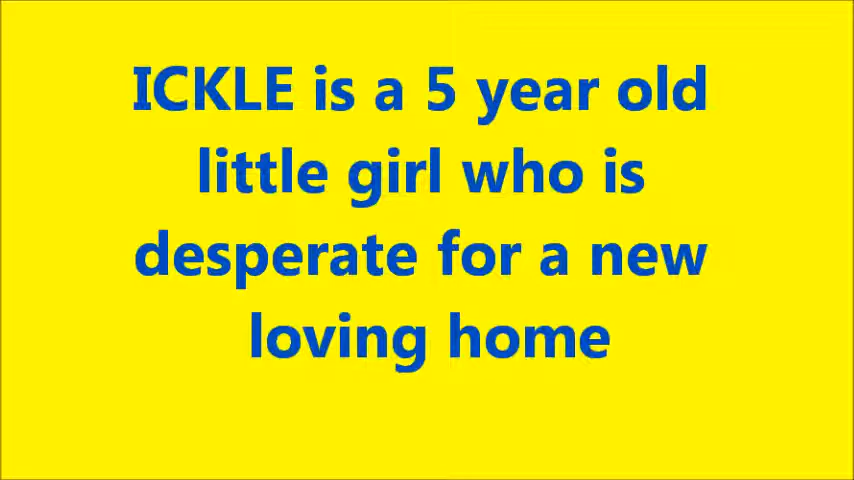 ICKLE is a 5 year old
little girl who is
desperate for a new
loving home